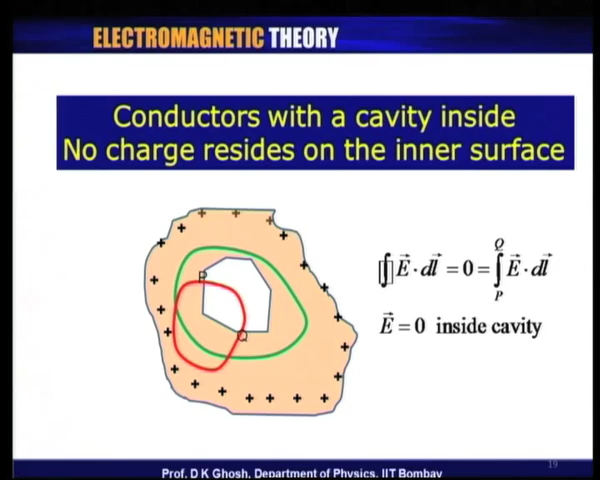 ELECTROMAGNETIC THEORY
Conductors with a cavity inside
No charge resides on the inner surface
P
Q
∯ E⃗ · dl⃗ = 0 = ∫_P^Q E⃗ · dl⃗
E⃗ = 0 inside cavity
19
Prof. D K Ghosh, Department of Physics, IIT Bombay